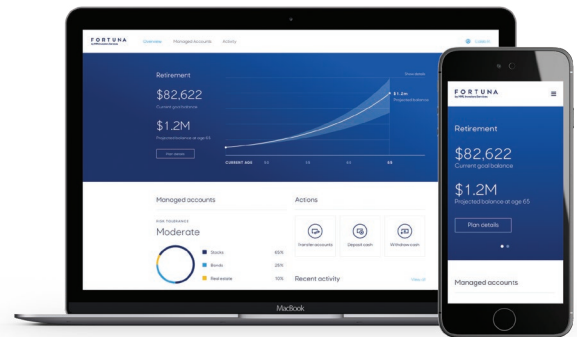 FORTUNA
Overview Managed accounts Activity
Retirement
$82,622
Current goal balance
$1.2M
Projected balance at age 65
Plan details
$1.2m
Projected balance
CURRENT AGE
65
Managed accounts
RISK TOLERANCE
Moderate
Stocks 65%
Bonds 25%
Real estate 10%
Actions
Transfer accounts Deposit cash Withdraw cash
Recent activity
MacBook
FORTUNA
Retirement
$82,622
Current goal balance
$1.2M
Projected balance at age 65
Plan details
Managed accounts